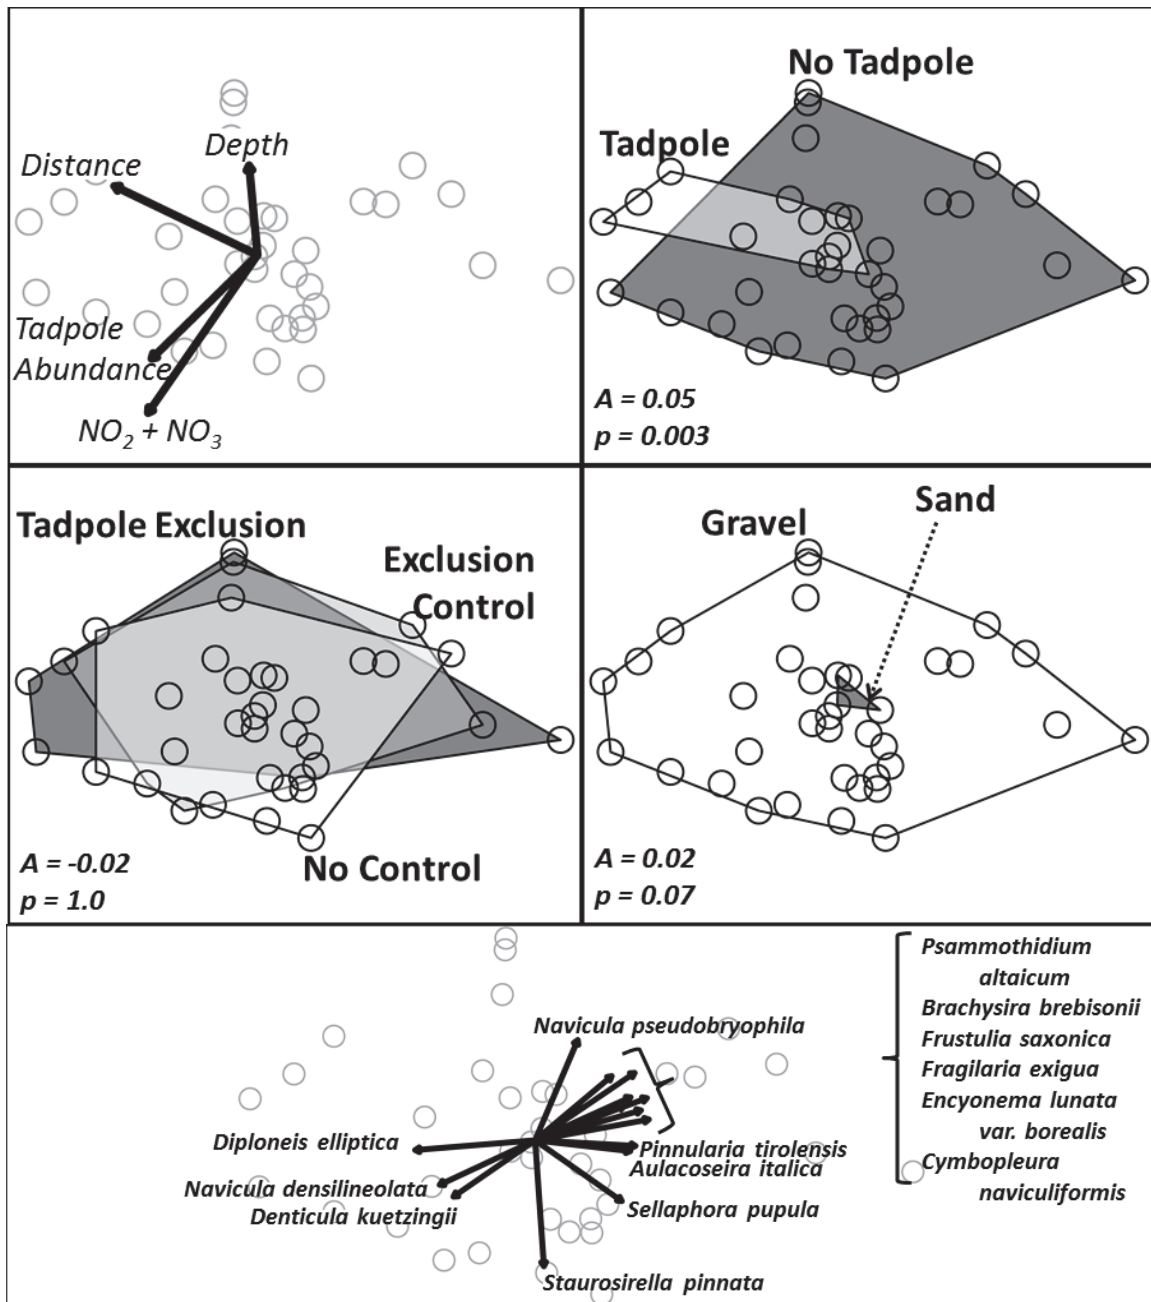 Depth
Distance
Tadpole
Abundance
NO₂ + NO₃
No Tadpole
Tadpole
A = 0.05
p = 0.003
Tadpole Exclusion
Exclusion
Control
No Control
A = -0.02
p = 1.0
Sand
Gravel
A = 0.02
p = 0.07
Navicula pseudobryophila
Diploneis elliptica
Navicula densilineolata
Denticula kuetzingii
Pinnularia tirolensis
Aulacoseira italica
Sellaphora pupula
Staurosirella pinnata
Psammothidium
altaicum
Brachysira brebisonii
Frustulia saxonica
Fragilaria exigua
Encyonema lunata
var. borealis
Cymbopleura
naviculiformis